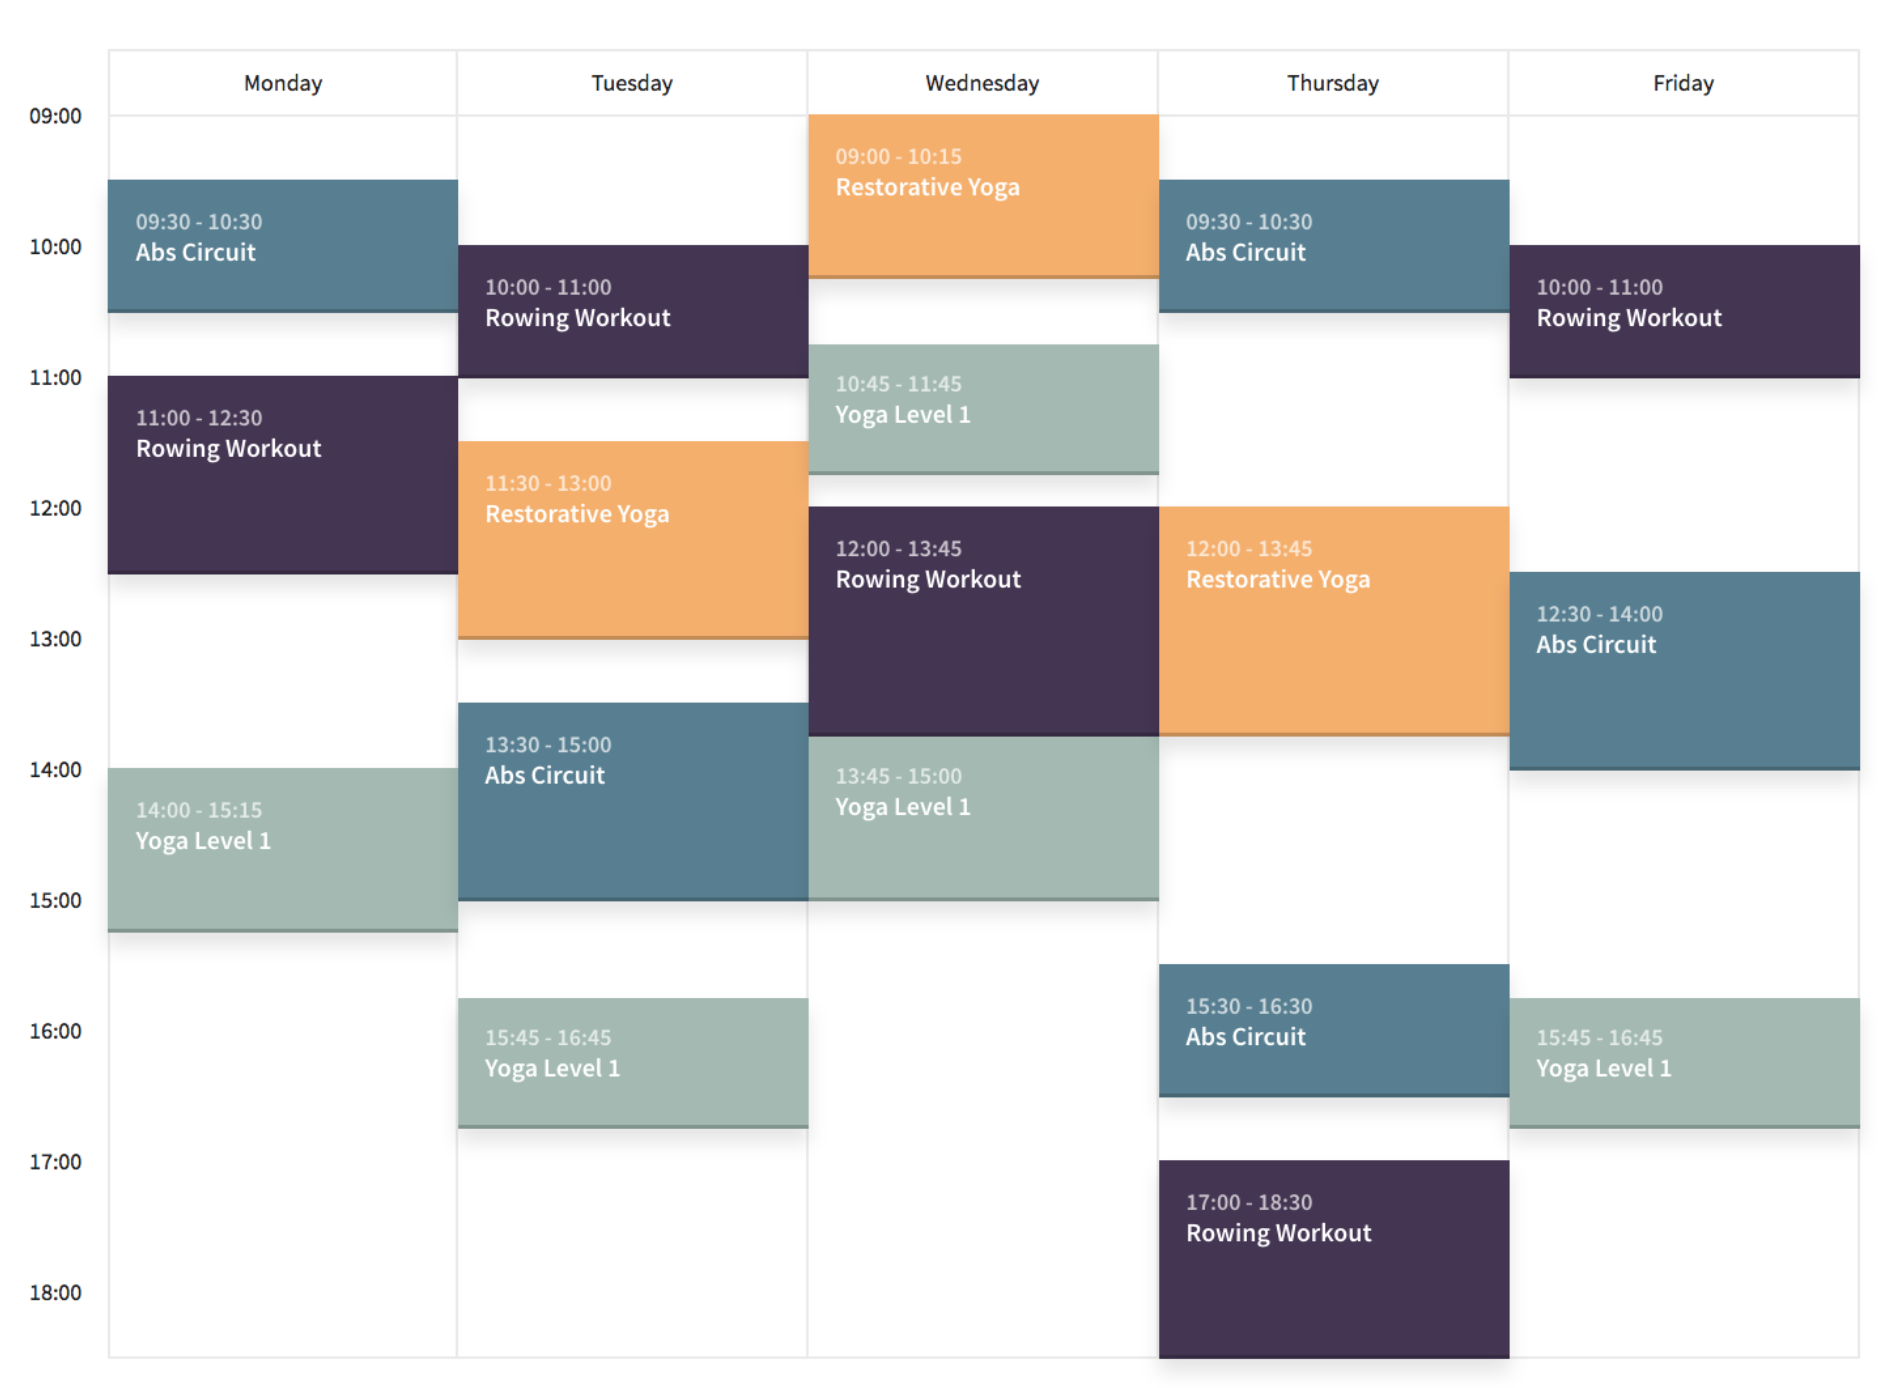 Monday
Tuesday
Wednesday
Thursday
Friday
09:00
10:00
11:00
12:00
13:00
14:00
15:00
16:00
17:00
18:00
09:30 - 10:30
Abs Circuit
11:00 - 12:30
Rowing Workout
14:00 - 15:15
Yoga Level 1
10:00 - 11:00
Rowing Workout
11:30 - 13:00
Restorative Yoga
13:30 - 15:00
Abs Circuit
15:45 - 16:45
Yoga Level 1
09:00 - 10:15
Restorative Yoga
10:45 - 11:45
Yoga Level 1
12:00 - 13:45
Rowing Workout
13:45 - 15:00
Yoga Level 1
09:30 - 10:30
Abs Circuit
12:00 - 13:45
Restorative Yoga
15:30 - 16:30
Abs Circuit
17:00 - 18:30
Rowing Workout
10:00 - 11:00
Rowing Workout
12:30 - 14:00
Abs Circuit
15:45 - 16:45
Yoga Level 1